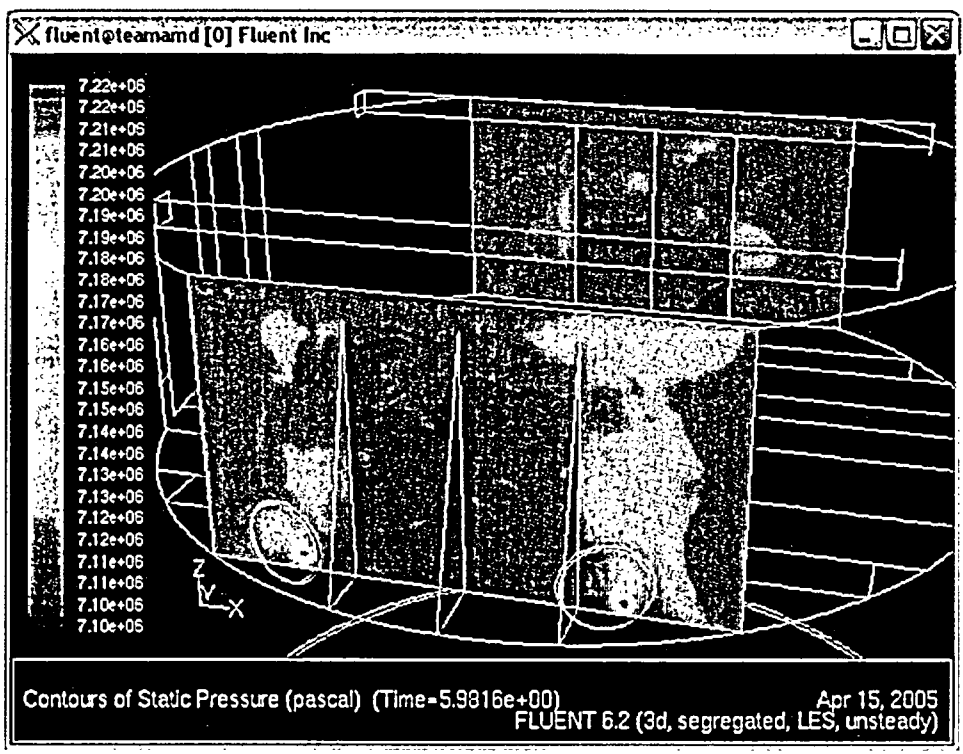 fluent@teamamd [0] Fluent Inc
7.22e+06
7.22e+06
7.21e+06
7.21e+06
7.20e+06
7.20e+06
7.19e+06
7.19e+06
7.18e+06
7.18e+06
7.17e+06
7.17e+06
7.16e+06
7.15e+06
7.15e+06
7.14e+06
7.14e+06
7.13e+06
7.13e+06
7.12e+06
7.12e+06
7.11e+06
7.11e+06
7.10e+06
7.10e+06
Z
Y
X
Contours of Static Pressure (pascal) (Time=5.9816e+00)
Apr 15, 2005
FLUENT 6.2 (3d, segregated, LES, unsteady)